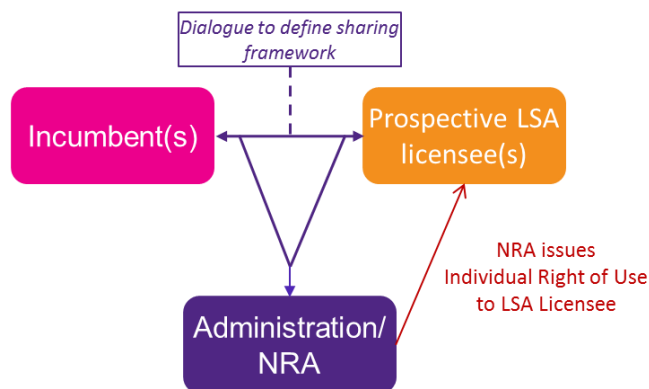 Dialogue to define sharing
framework
Incumbent(s)
Prospective LSA
licensee(s)
NRA issues
Individual Right of Use
to LSA Licensee
Administration/
NRA